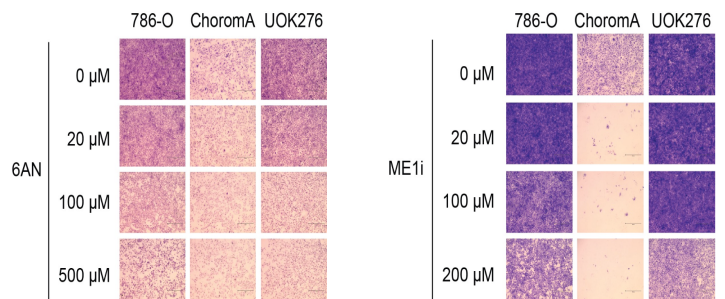 786-O ChoromA UOK276
0 µM
20 µM
6AN
100 µM
500 µM
786-O ChoromA UOK276
0 µM
20 µM
ME1i
100 µM
200 µM